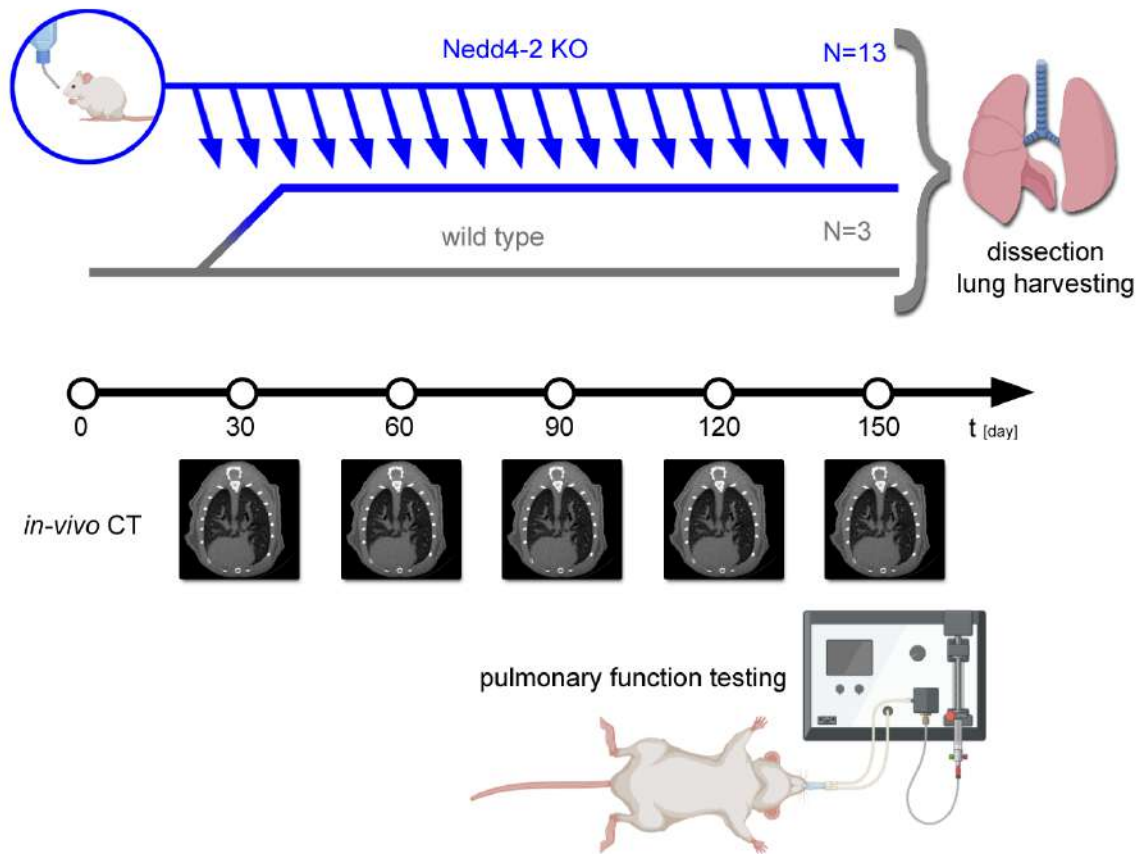 Nedd4-2 KO
N=13
wild type
N=3
dissection
lung harvesting
0 30 60 90 120 150 t [day]
in-vivo CT
pulmonary function testing